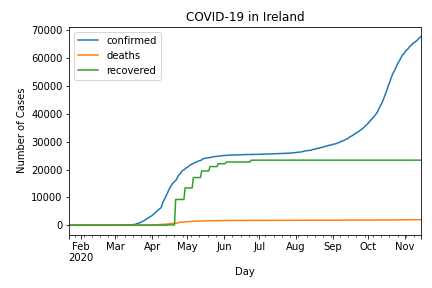 COVID-19 in Ireland
70000
60000
50000
40000
30000
20000
10000
0
Number of Cases
confirmed
deaths
recovered
Feb Mar Apr May Jun Jul Aug Sep Oct Nov
2020
Day